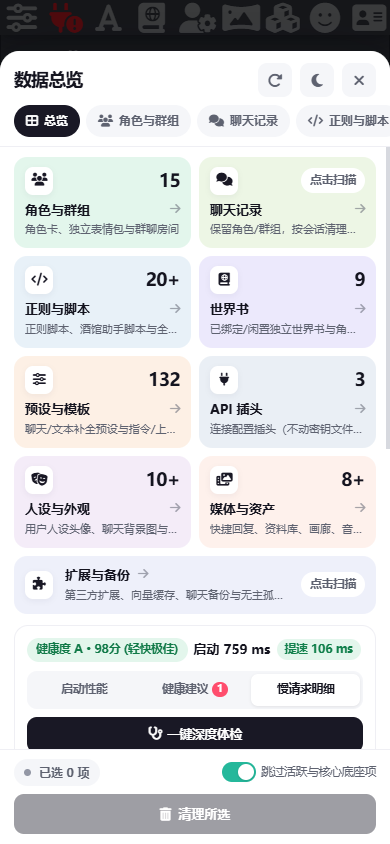 数据总览
总览
角色与群组
聊天记录
正则与脚本
15
角色与群组
角色卡、独立表情包与群聊房间
点击扫描
聊天记录
保留角色/群组，按会话清理...
20+
正则与脚本
正则脚本、酒馆助手脚本与全...
9
世界书
已绑定/闲置独立世界书与角...
132
预设与模板
聊天/文本补全预设与指令/上...
3
API 插头
连接配置插头（不动密钥文件...
10+
人设与外观
用户人设头像、聊天背景图与...
8+
媒体与资产
快捷回复、资料库、画廊、音...
扩展与备份
第三方扩展、向量缓存、聊天备份与无主孤...
点击扫描
健康度 A · 98分 (轻快极佳) 启动 759 ms 提速 106 ms
启动性能
健康建议 1
慢请求明细
一键深度体检
已选 0 项
跳过活跃与核心底座项
清理所选